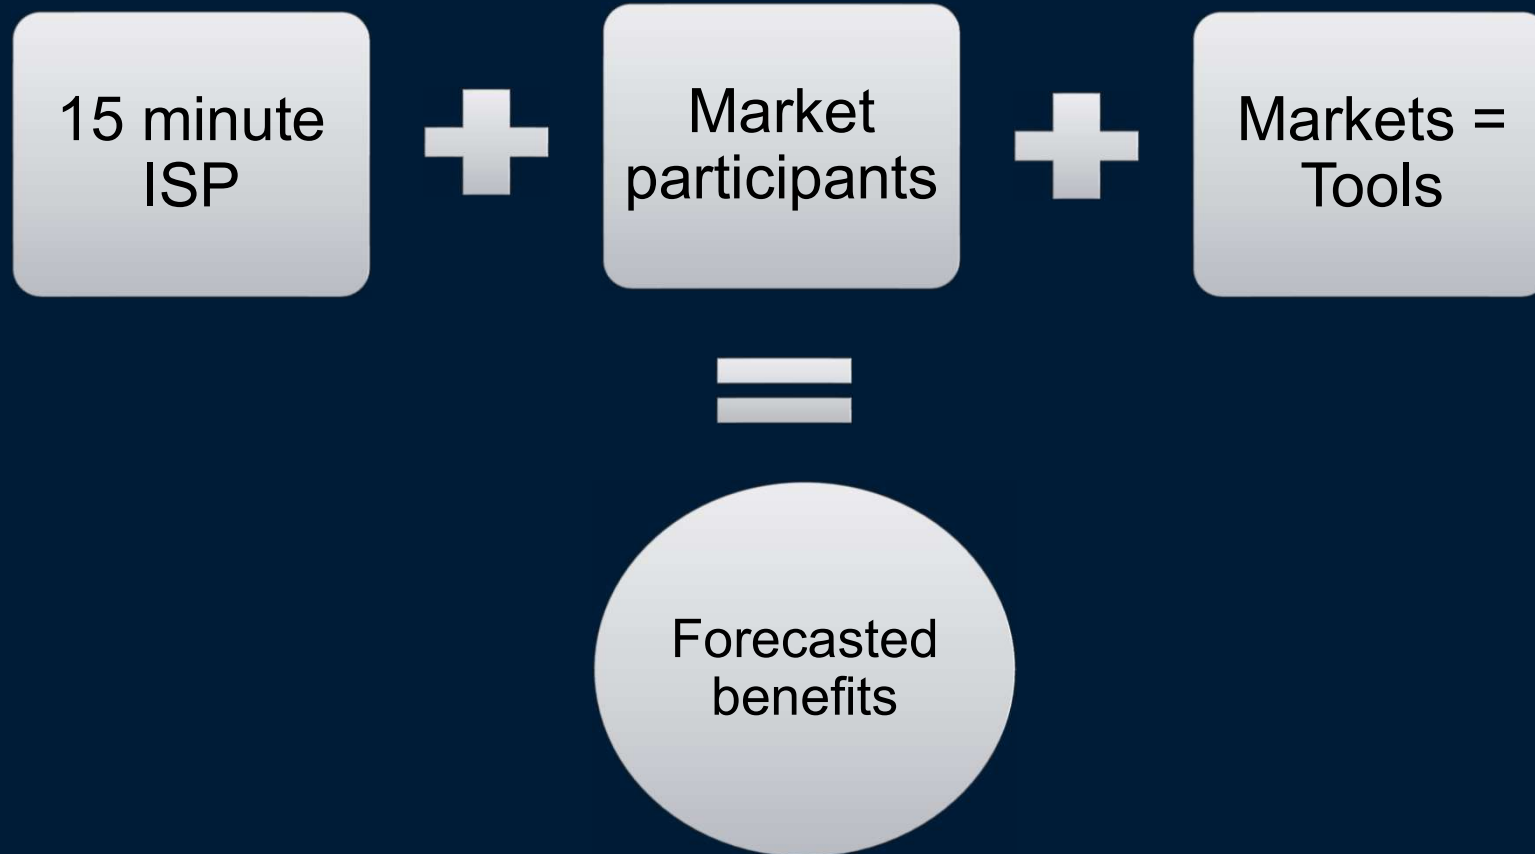 15 minute
ISP
Market
participants
Markets =
Tools
Forecasted
benefits